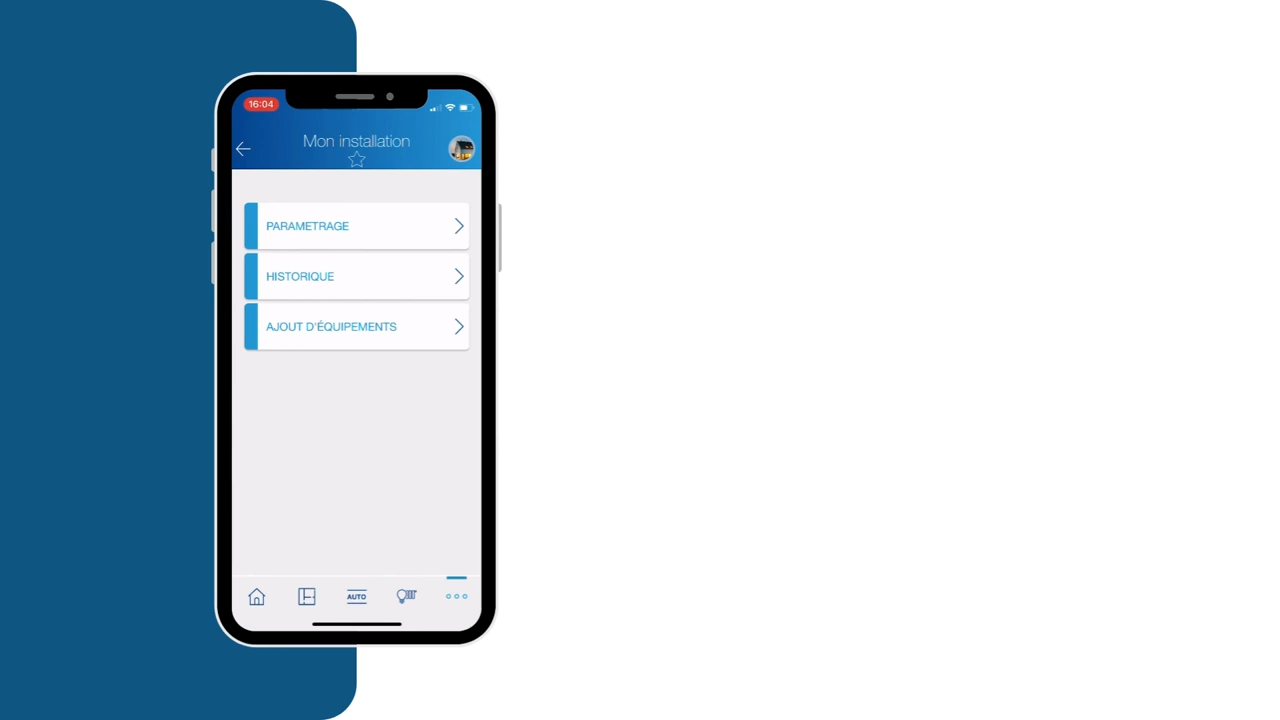 16:04
Mon installation
PARAMETRAGE
HISTORIQUE
AJOUT D'ÉQUIPEMENTS
AUTO